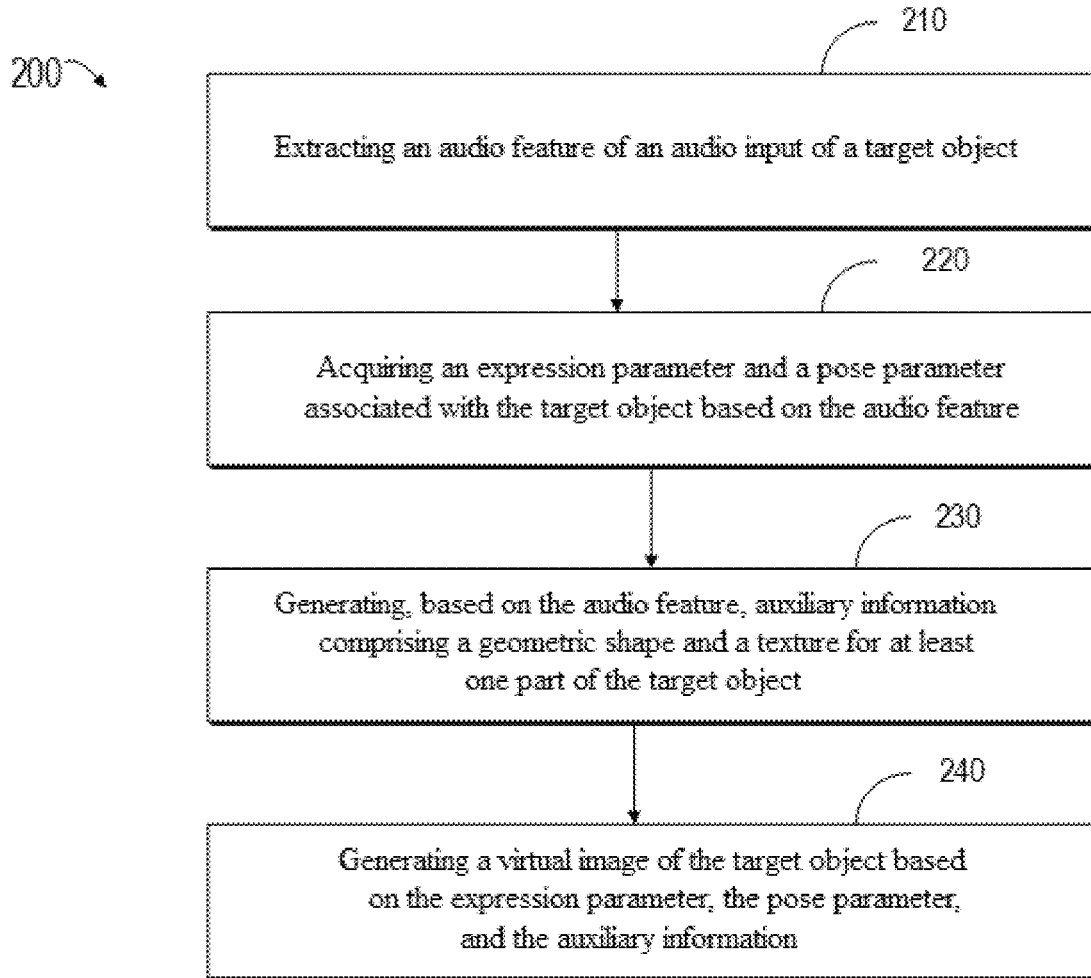 200
210
Extracting an audio feature of an audio input of a target object
220
Acquiring an expression parameter and a pose parameter
associated with the target object based on the audio feature
230
Generating, based on the audio feature, auxiliary information
comprising a geometric shape and a texture for at least
one part of the target object
240
Generating a virtual image of the target object based
on the expression parameter, the pose parameter,
and the auxiliary information